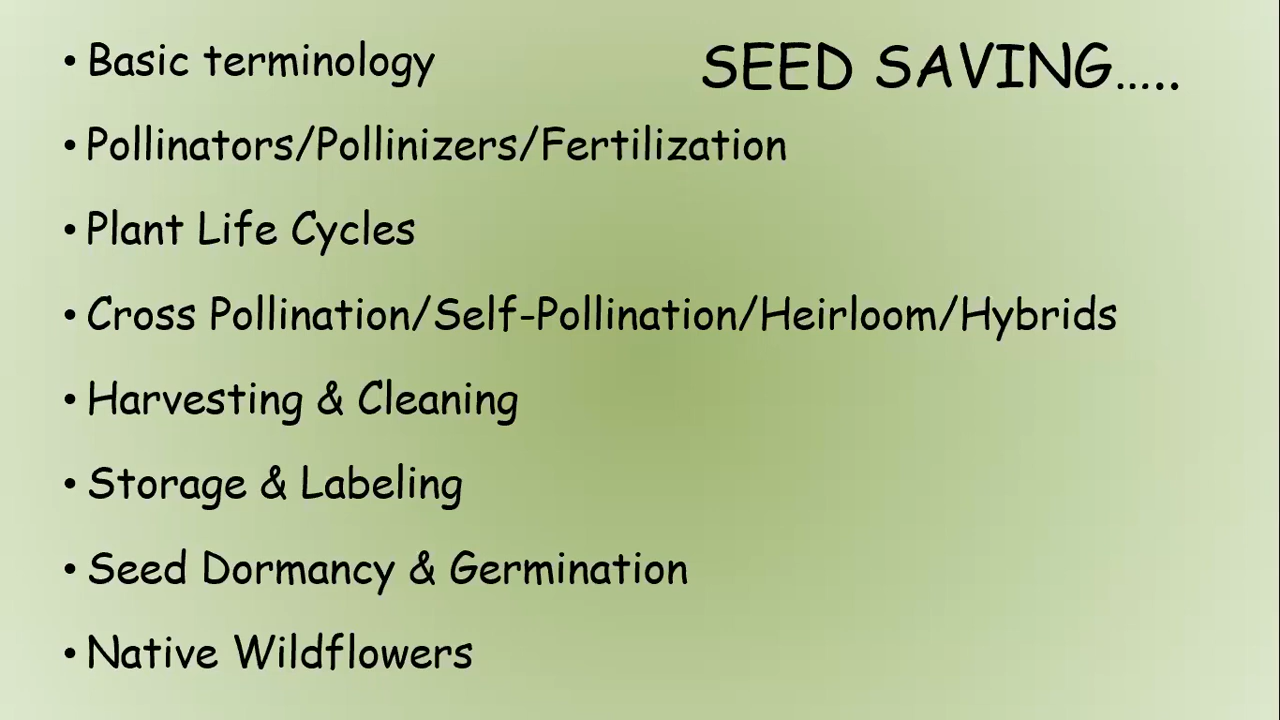 SEED SAVING.....
• Basic terminology
• Pollinators/Pollinizers/Fertilization
• Plant Life Cycles
• Cross Pollination/Self-Pollination/Heirloom/Hybrids
• Harvesting & Cleaning
• Storage & Labeling
• Seed Dormancy & Germination
• Native Wildflowers